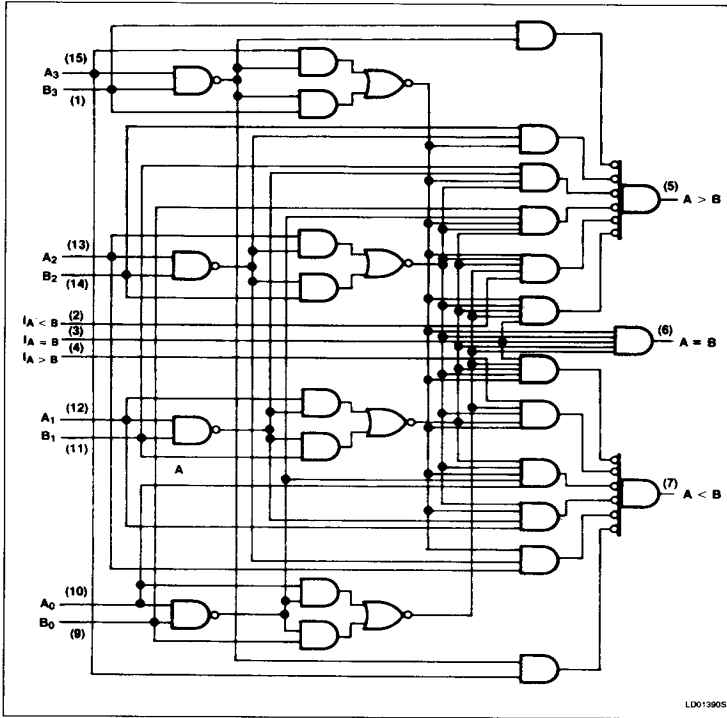 (15)
A3
B3
(1)
(5)
A > B
(13)
A2
B2
(14)
(2)
IA < B
(3)
IA = B
(4)
IA > B
(6)
A = B
(12)
A1
B1
(11)
A
(7)
A < B
(10)
A0
B0
(9)
LD01390S